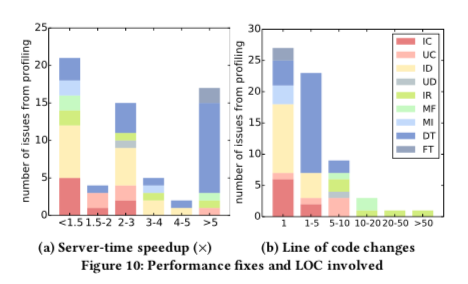 25
20
15
10
5
0
number of issues from profiling
<1.5 1.5-2 2-3 3-4 4-5 >5
(a) Server-time speedup (×)
30
25
20
15
10
5
0
number of issues from profiling
IC
UC
ID
UD
IR
MF
MI
DT
FT
1 1-5 5-10 10-20 20-50 >50
(b) Line of code changes
Figure 10: Performance fixes and LOC involved